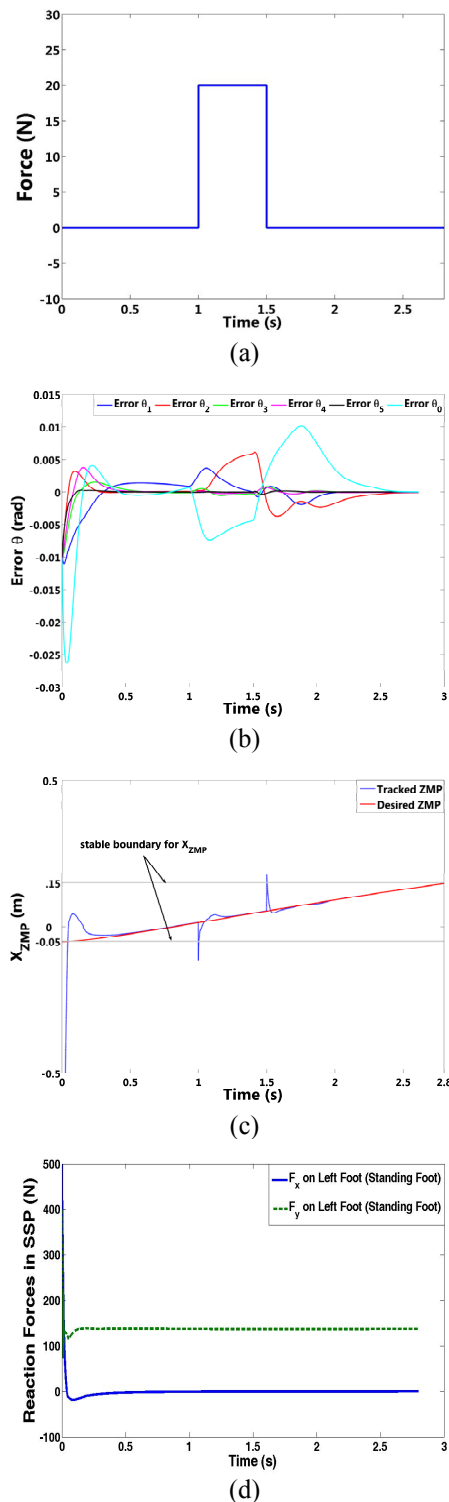 30
25
20
15
10
5
0
-5
-10
Force (N)
0 1 1.5 2 2.5
Time (s)
(a)
Error θ1 Error θ2 Error θ3 Error θ4 Error θ5 Error θ0
0.015
0.01
0.005
0
-0.005
-0.01
-0.015
-0.02
-0.025
-0.03
Error θ (rad)
0 0.5 1 1.5 2 2.5 3
Time (s)
(b)
Tracked ZMP
Desired ZMP
stable boundary for XZMP
0.5
.15
0
-0.05
-0.5
XZMP (m)
0 0.5 1 1.5 2 2.8
Time (s)
(c)
Fx on Left Foot (Standing Foot)
Fy on Left Foot (Standing Foot)
500
400
300
200
100
0
-100
Reaction Forces in SSP (N)
0 0.5 1 1.5 2 2.5 3
Time (s)
(d)